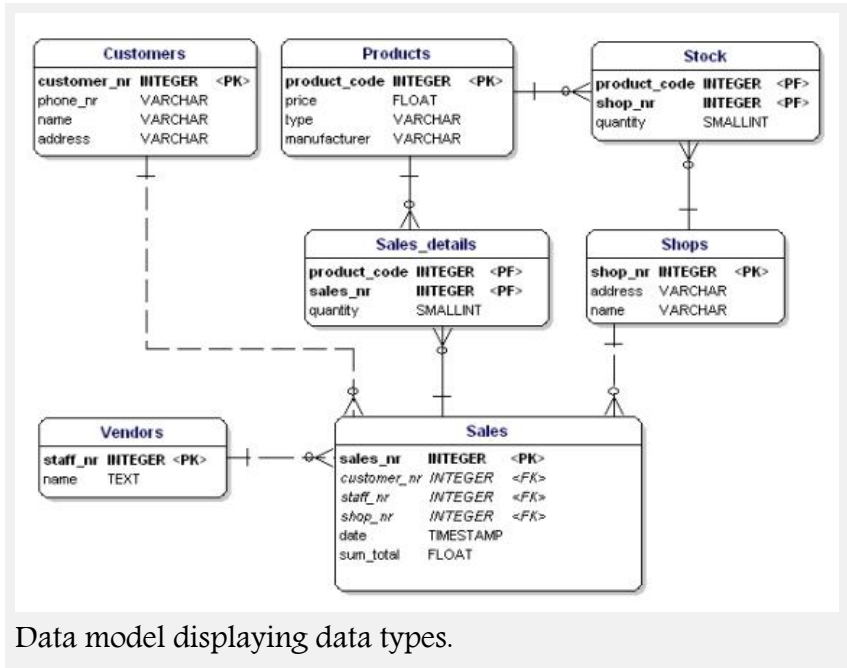 Customers
customer_nr INTEGER <PK>
phone_nr VARCHAR
name VARCHAR
address VARCHAR
Products
product_code INTEGER <PK>
price FLOAT
type VARCHAR
manufacturer VARCHAR
Stock
product_code INTEGER <PF>
shop_nr INTEGER <PF>
quantity SMALLINT
Sales_details
product_code INTEGER <PF>
sales_nr INTEGER <PF>
quantity SMALLINT
Shops
shop_nr INTEGER <PK>
address VARCHAR
name VARCHAR
Vendors
staff_nr INTEGER <PK>
name TEXT
Sales
sales_nr INTEGER <PK>
customer_nr INTEGER <FK>
staff_nr INTEGER <FK>
shop_nr INTEGER <FK>
date TIMESTAMP
sum_total FLOAT
Data model displaying data types.